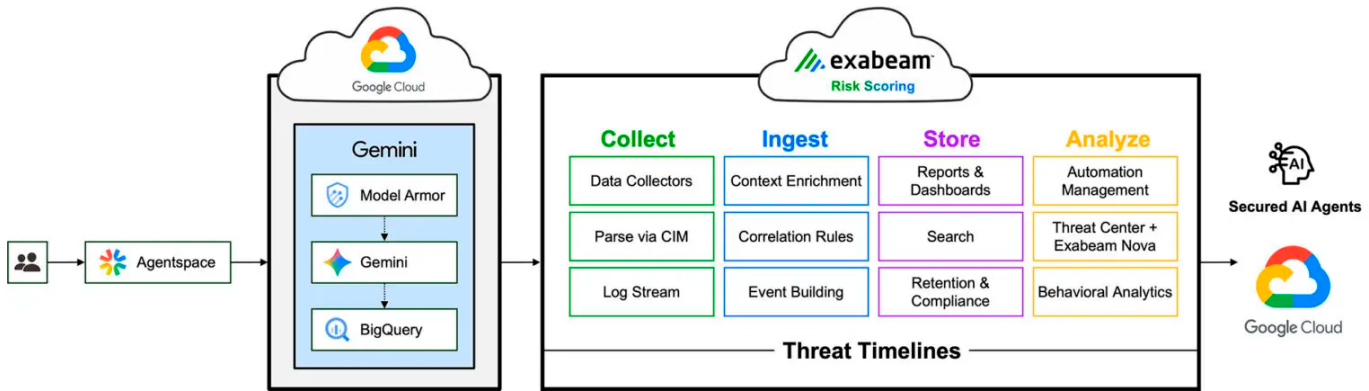 Google Cloud
exabeam™
Risk Scoring
Gemini
Model Armor
Gemini
BigQuery
Agentspace
Collect
Data Collectors
Parse via CIM
Log Stream
Ingest
Context Enrichment
Correlation Rules
Event Building
Store
Reports &
Dashboards
Search
Retention &
Compliance
Analyze
Automation
Management
Threat Center +
Exabeam Nova
Behavioral Analytics
Threat Timelines
AI
Secured AI Agents
Google Cloud